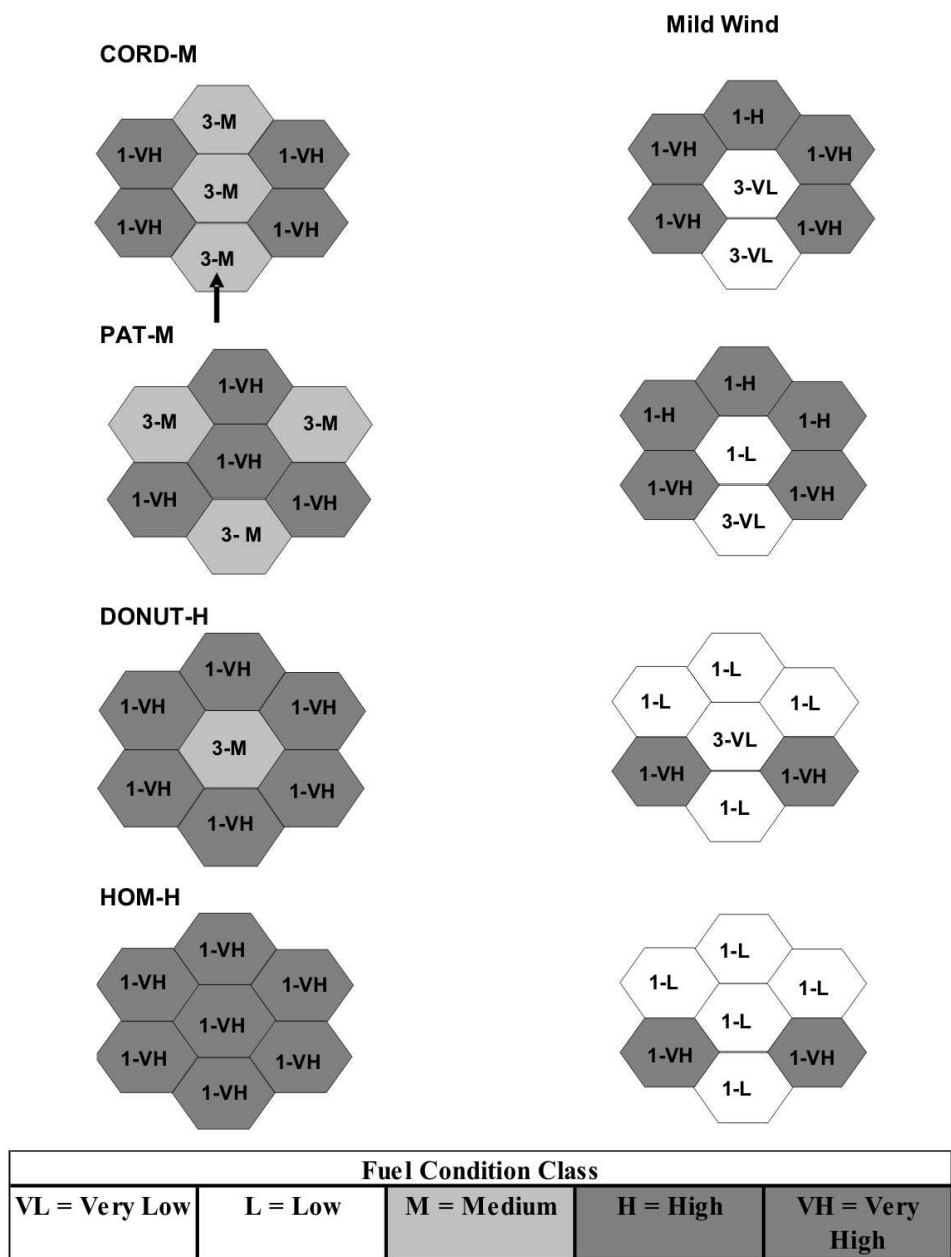 Mild Wind
CORD-M
3-M
1-VH 1-VH
3-M
1-VH 1-VH
3-M
1-H
1-VH 1-VH
3-VL
1-VH 1-VH
3-VL
PAT-M
1-VH
3-M 3-M
1-VH
1-VH 1-VH
3- M
1-H
1-H 1-H
1-L
1-VH 1-VH
3-VL
DONUT-H
1-VH
1-VH 1-VH
3-M
1-VH 1-VH
1-VH
1-L
1-L 1-L
3-VL
1-VH 1-VH
1-L
HOM-H
1-VH
1-VH 1-VH
1-VH
1-VH 1-VH
1-VH
1-L
1-L 1-L
1-L
1-VH 1-VH
1-L
Fuel Condition Class
VL = Very Low L = Low M = Medium H = High VH = Very
High